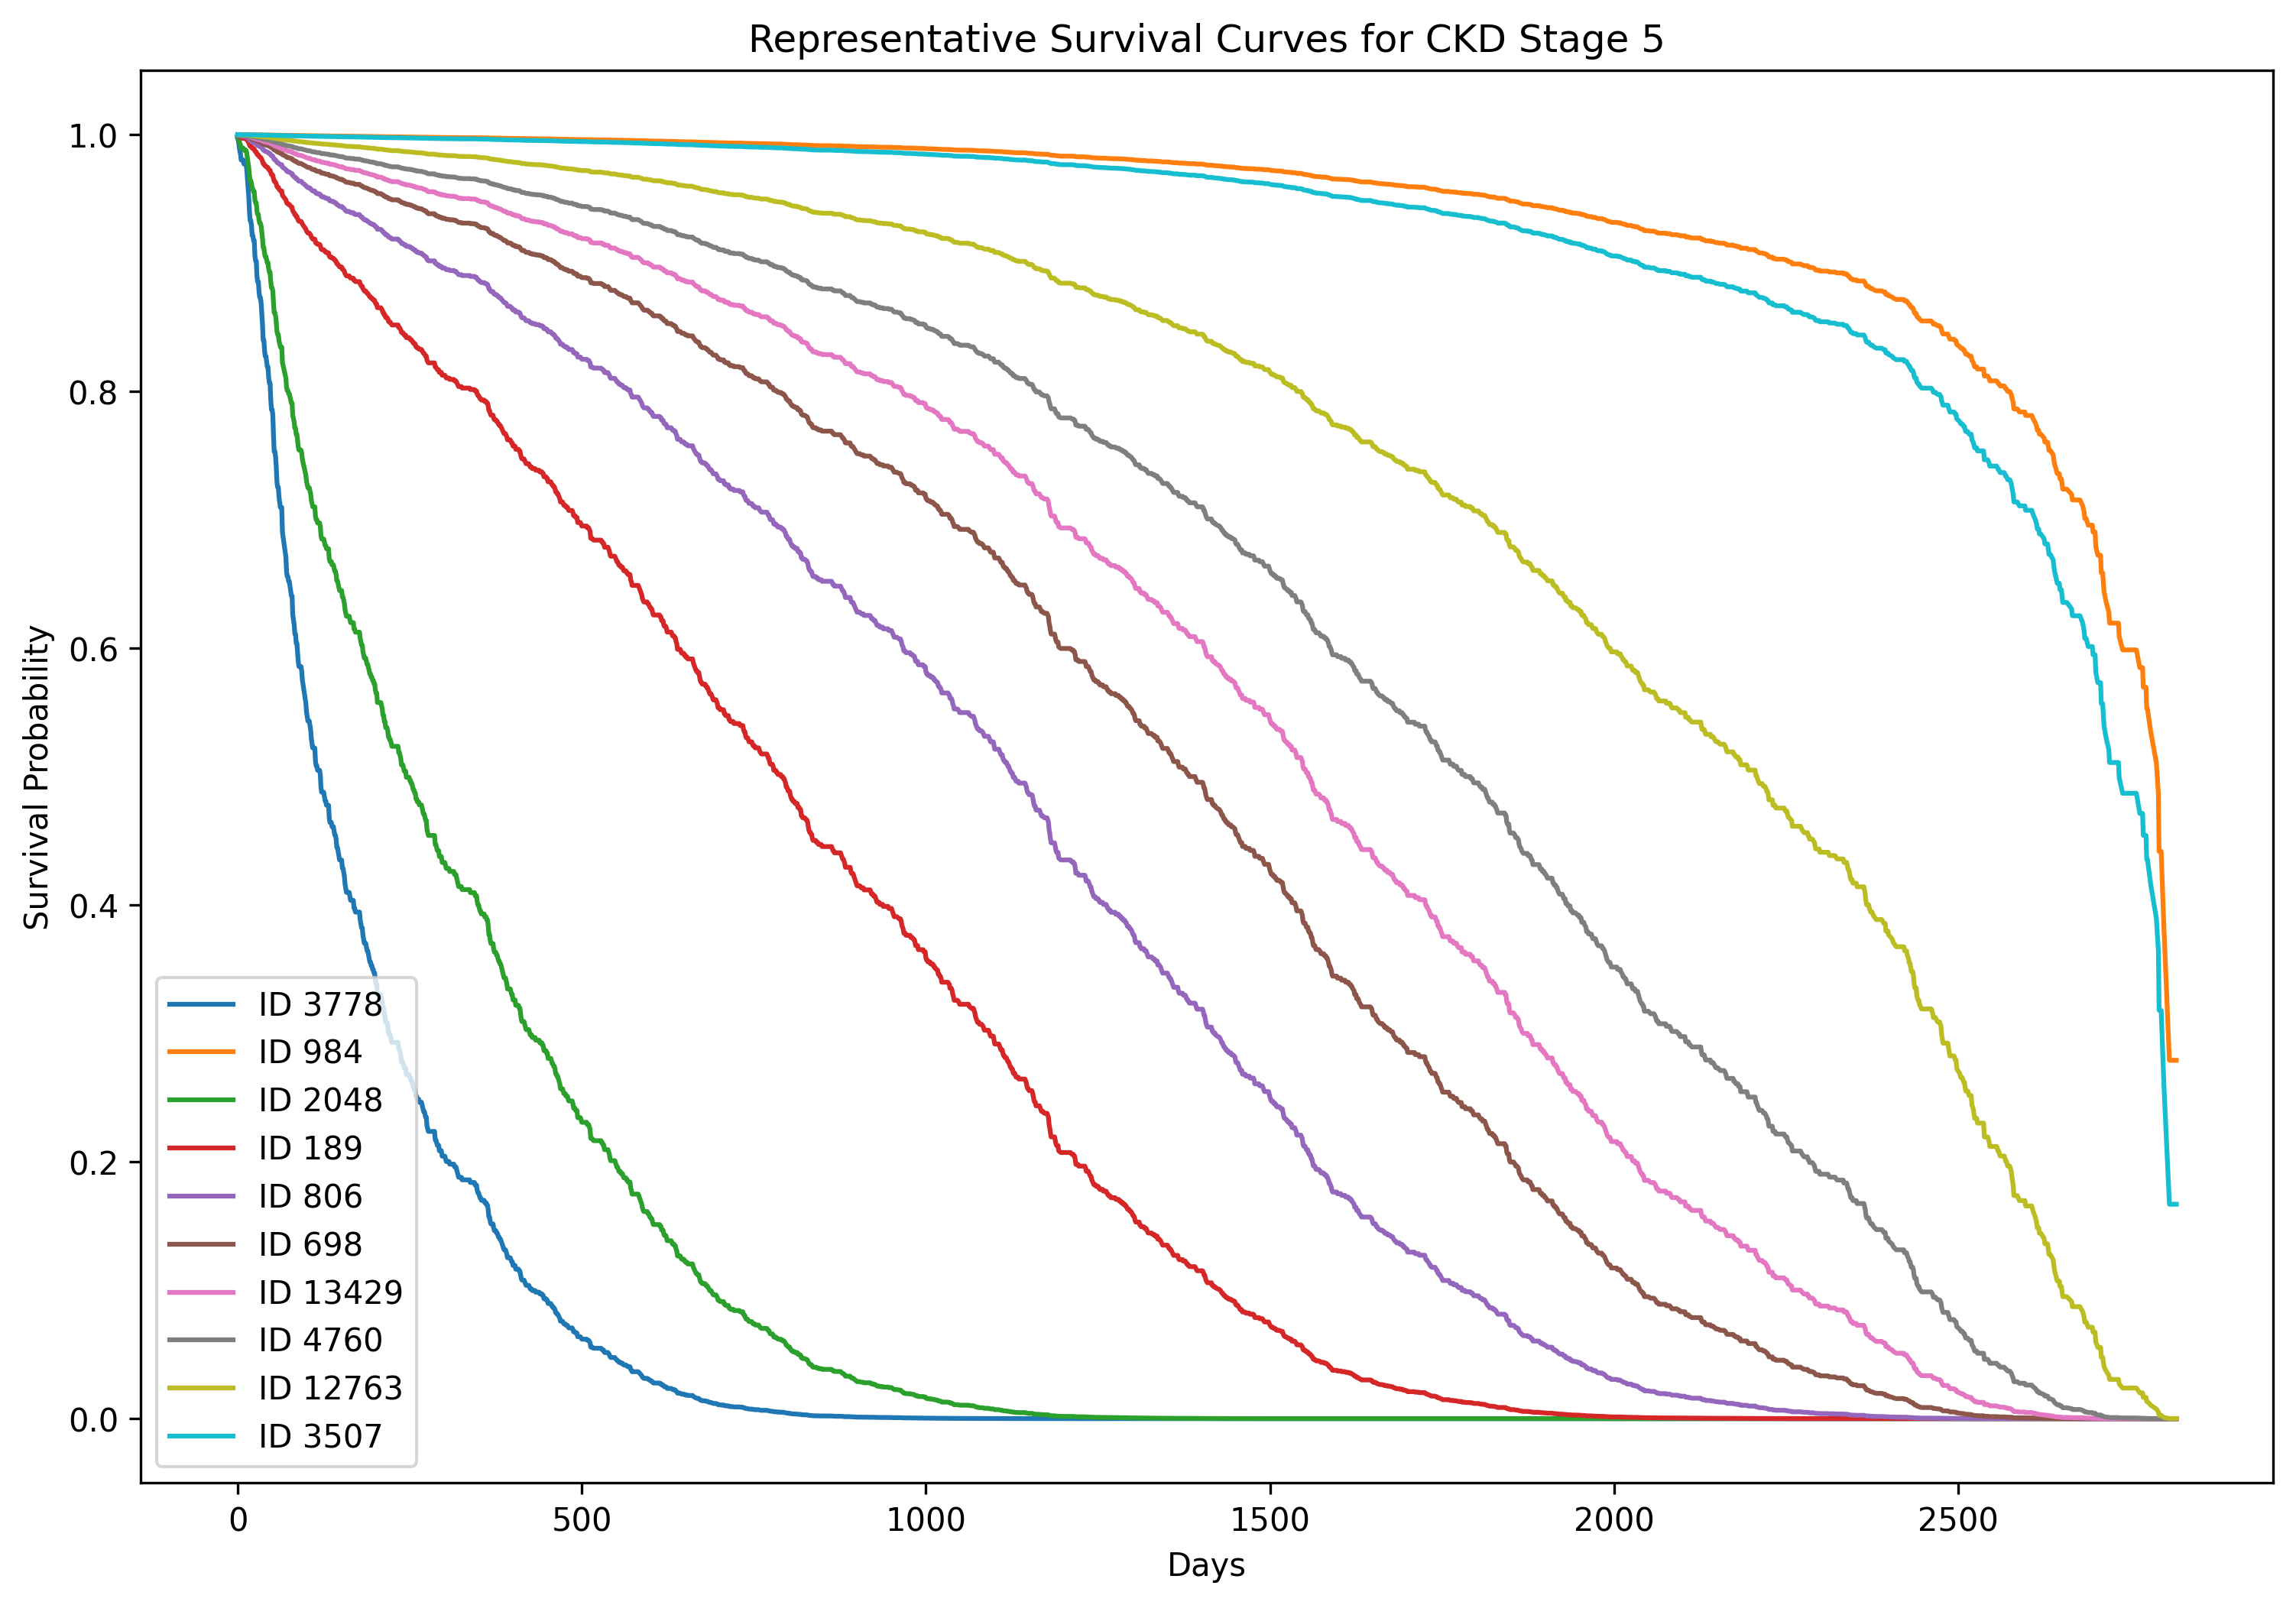 Representative Survival Curves for CKD Stage 5
Survival Probability
1.0
0.8
0.6
0.4
0.2
0.0
ID 3778
ID 984
ID 2048
ID 189
ID 806
ID 698
ID 13429
ID 4760
ID 12763
ID 3507
0 500 1000 1500 2000 2500
Days